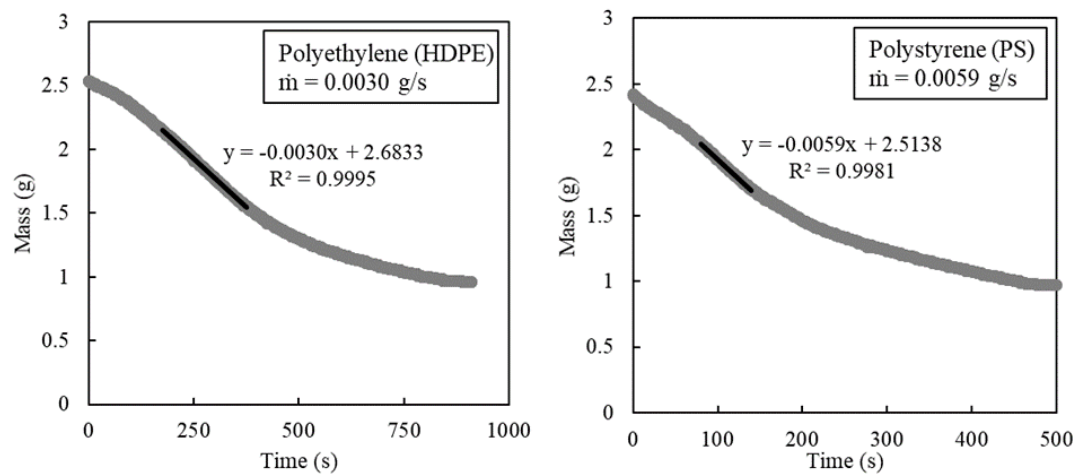 3
2.5
2
1.5
1
0.5
0
Mass (g)
Polyethylene (HDPE)
ṁ = 0.0030 g/s
y = -0.0030x + 2.6833
R² = 0.9995
0 250 500 750 1000
Time (s)
3
2.5
2
1.5
1
0.5
0
Mass (g)
Polystyrene (PS)
ṁ = 0.0059 g/s
y = -0.0059x + 2.5138
R² = 0.9981
0 100 200 300 400 500
Time (s)